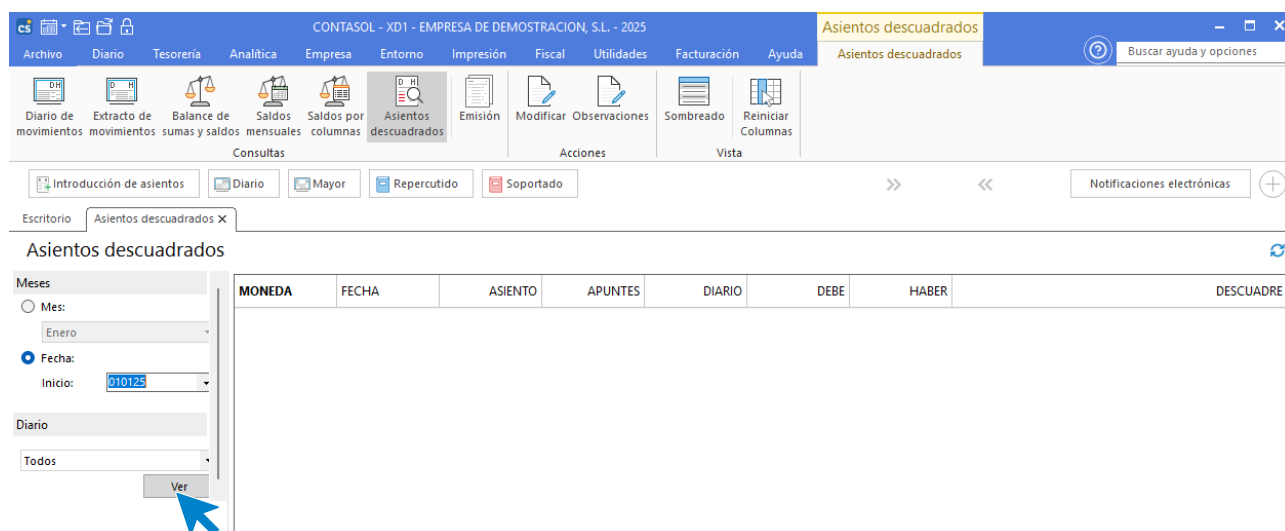 cs CONTASOL - XD1 - EMPRESA DE DEMOSTRACION, S.L. - 2025 Asientos descuadrados
Archivo Diario Tesorería Analítica Empresa Entorno Impresión Fiscal Utilidades Facturación Ayuda Asientos descuadrados Buscar ayuda y opciones
Diario de movimientos
Extracto de movimientos
Balance de sumas y saldos
Saldos mensuales
Saldos por columnas
Asientos descuadrados
Emisión
Modificar
Observaciones
Sombreado
Reiniciar Columnas
Consultas Acciones Vista
Introducción de asientos Diario Mayor Repercutido Soportado Notificaciones electrónicas
Escritorio Asientos descuadrados
Asientos descuadrados
Meses
MONEDA FECHA ASIENTO APUNTES DIARIO DEBE HABER DESCUADRE
Mes:
Enero
Fecha:
Inicio: 010125
Diario
Todos
Ver